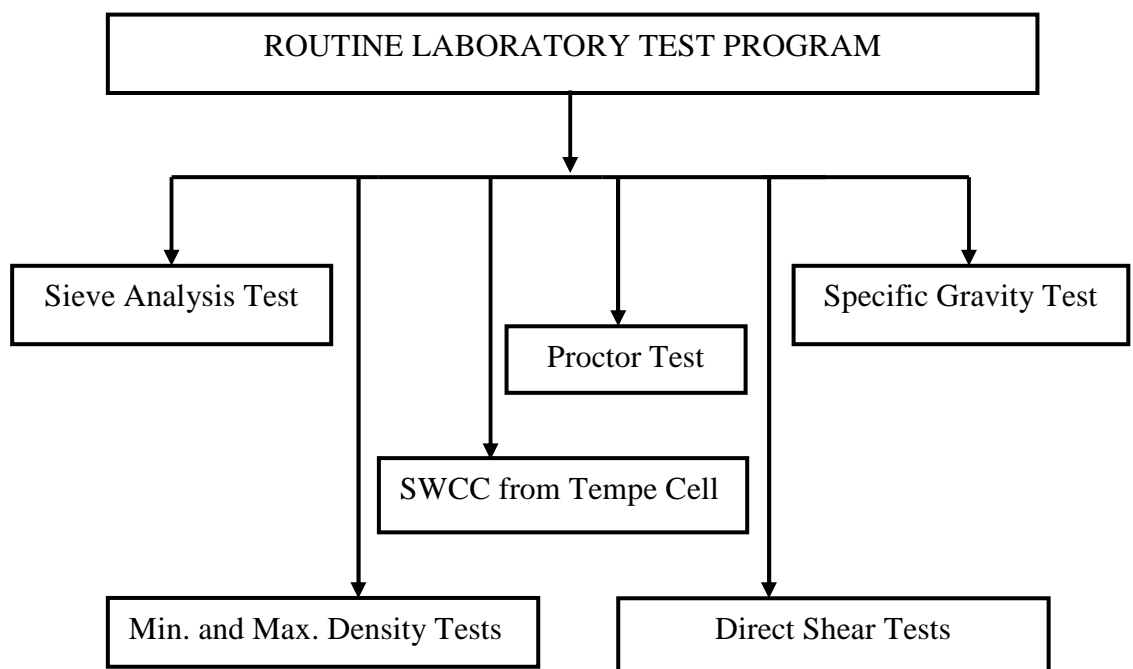 ROUTINE LABORATORY TEST PROGRAM
Sieve Analysis Test
Specific Gravity Test
Proctor Test
SWCC from Tempe Cell
Min. and Max. Density Tests
Direct Shear Tests